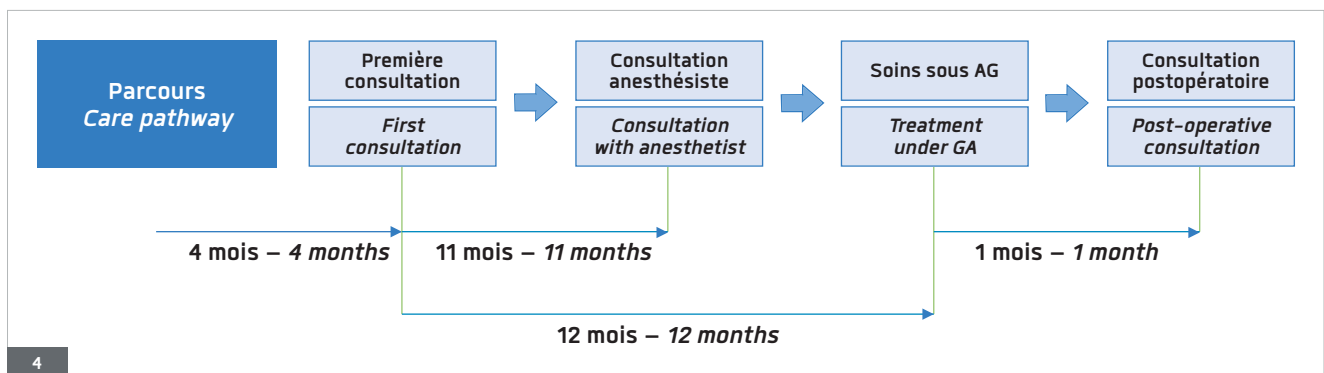 Parcours
Care pathway
Première
consultation
First
consultation
Consultation
anesthésiste
Consultation
with anesthetist
Soins sous AG
Treatment
under GA
Consultation
postopératoire
Post-operative
consultation
4 mois – 4 months
11 mois – 11 months
1 mois – 1 month
12 mois – 12 months
4